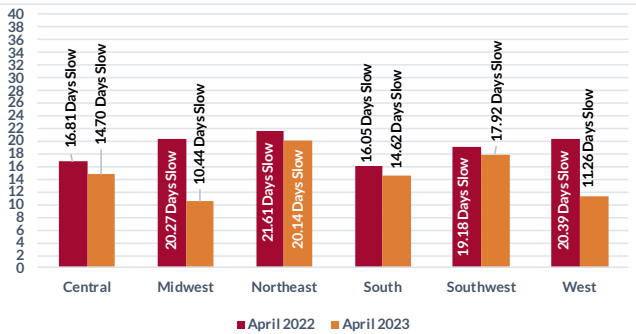 40
38
36
34
32
30
28
26
24
22
20
18
16
14
12
10
8
6
4
2
0
16.81 Days Slow
14.70 Days Slow
20.27 Days Slow
10.44 Days Slow
21.61 Days Slow
20.14 Days Slow
16.05 Days Slow
14.62 Days Slow
19.18 Days Slow
17.92 Days Slow
20.39 Days Slow
11.26 Days Slow
Central Midwest Northeast South Southwest West
April 2022 April 2023